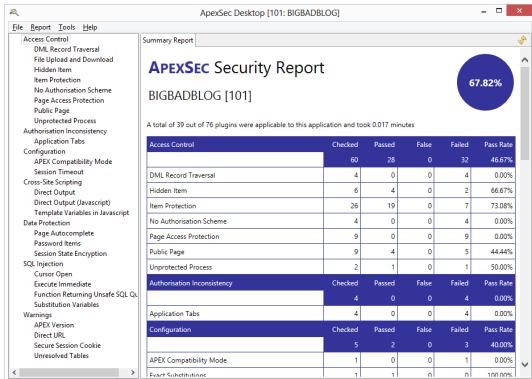 ApexSec Desktop [101: BIGBADBLOG]
File Report Tools Help
Access Control
DML Record Traversal
File Upload and Download
Hidden Item
Item Protection
No Authorisation Scheme
Page Access Protection
Public Page
Unprotected Process
Authorisation Inconsistency
Application Tabs
Configuration
APEX Compatibility Mode
Session Timeout
Cross-Site Scripting
Direct Output
Direct Output (Javascript)
Template Variables in Javascript
Data Protection
Page Autocomplete
Password Items
Session State Encryption
SQL Injection
Cursor Open
Execute Immediate
Function Returning Unsafe SQL Qu
Substitution Variables
Warnings
APEX Version
Direct URL
Secure Session Cookie
Unresolved Tables
Summary Report
APEXSEC Security Report
67.82%
BIGBADBLOG [101]
A total of 39 out of 76 plugins were applicable to this application and took 0.017 minutes
Access Control Checked Passed False Failed Pass Rate
60 28 0 32 46.67%
DML Record Traversal 4 0 0 4 0.00%
Hidden Item 6 4 0 2 66.67%
Item Protection 26 19 0 7 73.08%
No Authorisation Scheme 4 0 0 4 0.00%
Page Access Protection 9 0 0 9 0.00%
Public Page 9 4 0 5 44.44%
Unprotected Process 2 1 0 1 50.00%
Authorisation Inconsistency Checked Passed False Failed Pass Rate
4 0 0 4 0.00%
Application Tabs 4 0 0 4 0.00%
Configuration Checked Passed False Failed Pass Rate
5 2 0 3 40.00%
APEX Compatibility Mode 1 0 0 1 0.00%
Exact Substitutions 1 1 0 0 100.00%